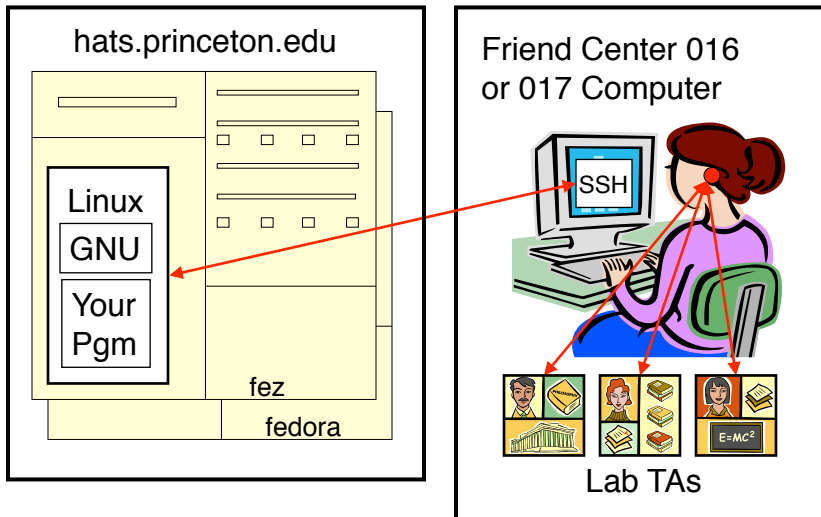 hats.princeton.edu
Linux
GNU
Your
Pgm
fez
fedora
Friend Center 016
or 017 Computer
SSH
E=MC²
Lab TAs